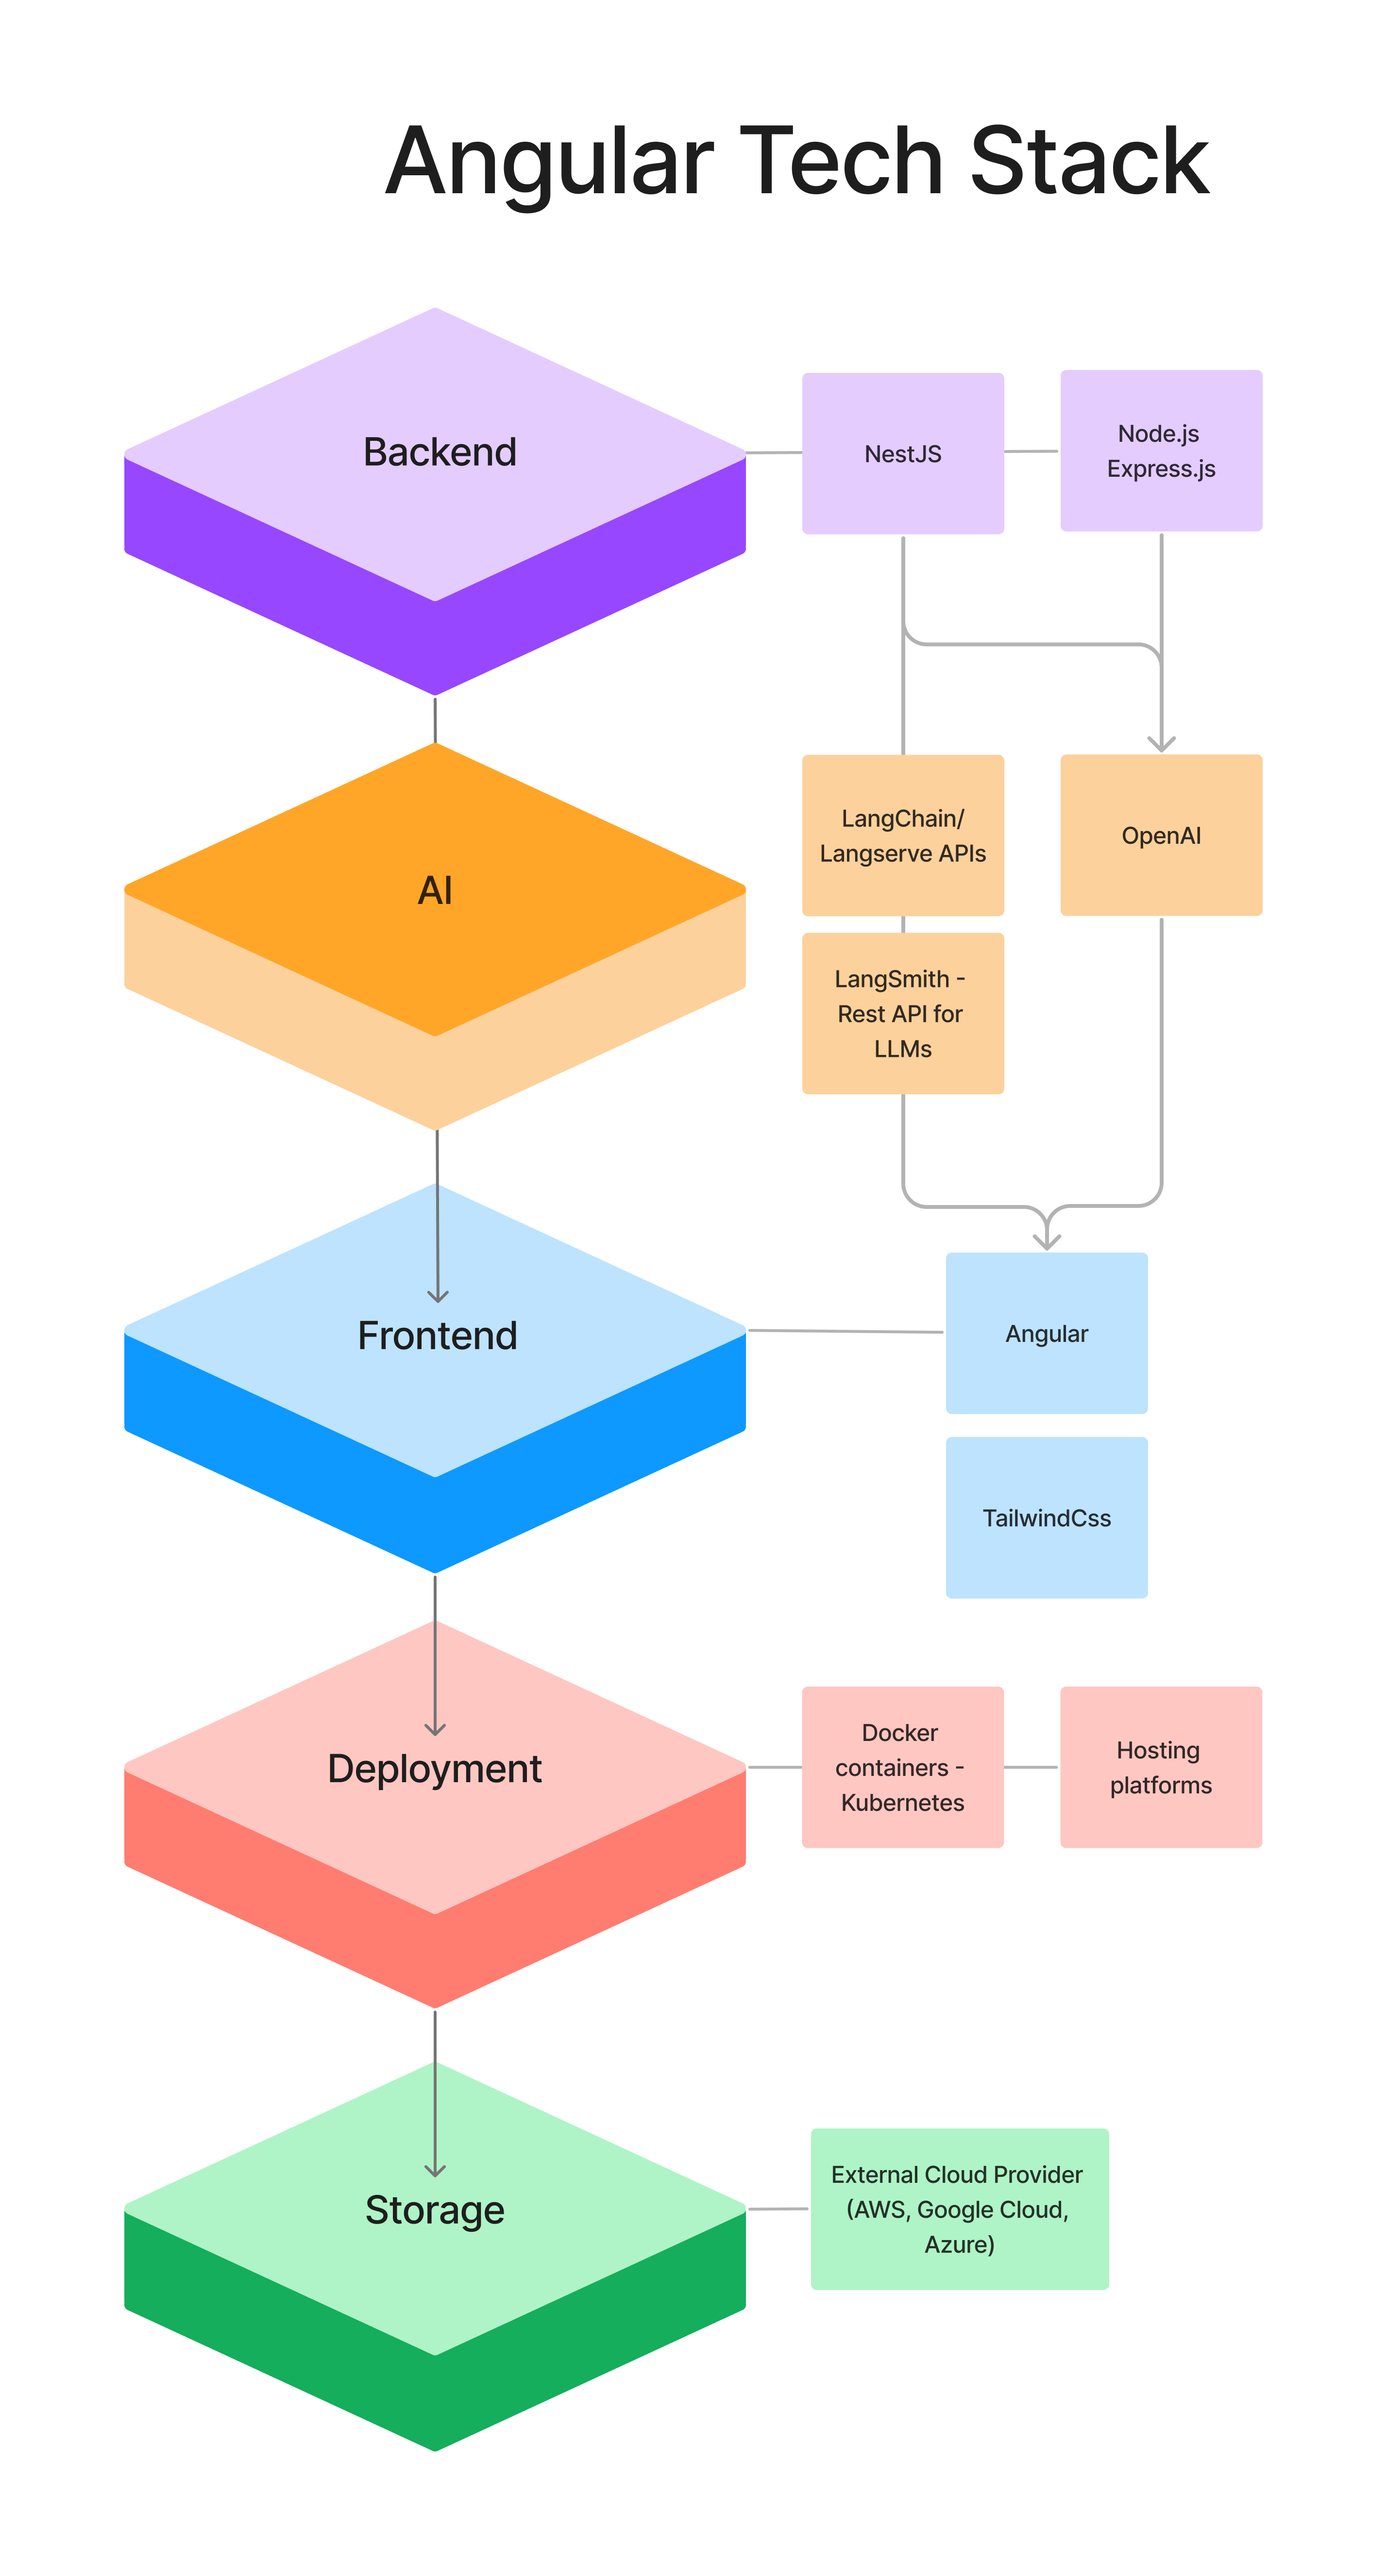 Angular Tech Stack
Backend
NestJS
Node.js
Express.js
AI
LangChain/
Langserve APIs
OpenAI
LangSmith -
Rest API for
LLMs
Frontend
Angular
TailwindCss
Deployment
Docker
containers -
Kubernetes
Hosting
platforms
Storage
External Cloud Provider
(AWS, Google Cloud,
Azure)